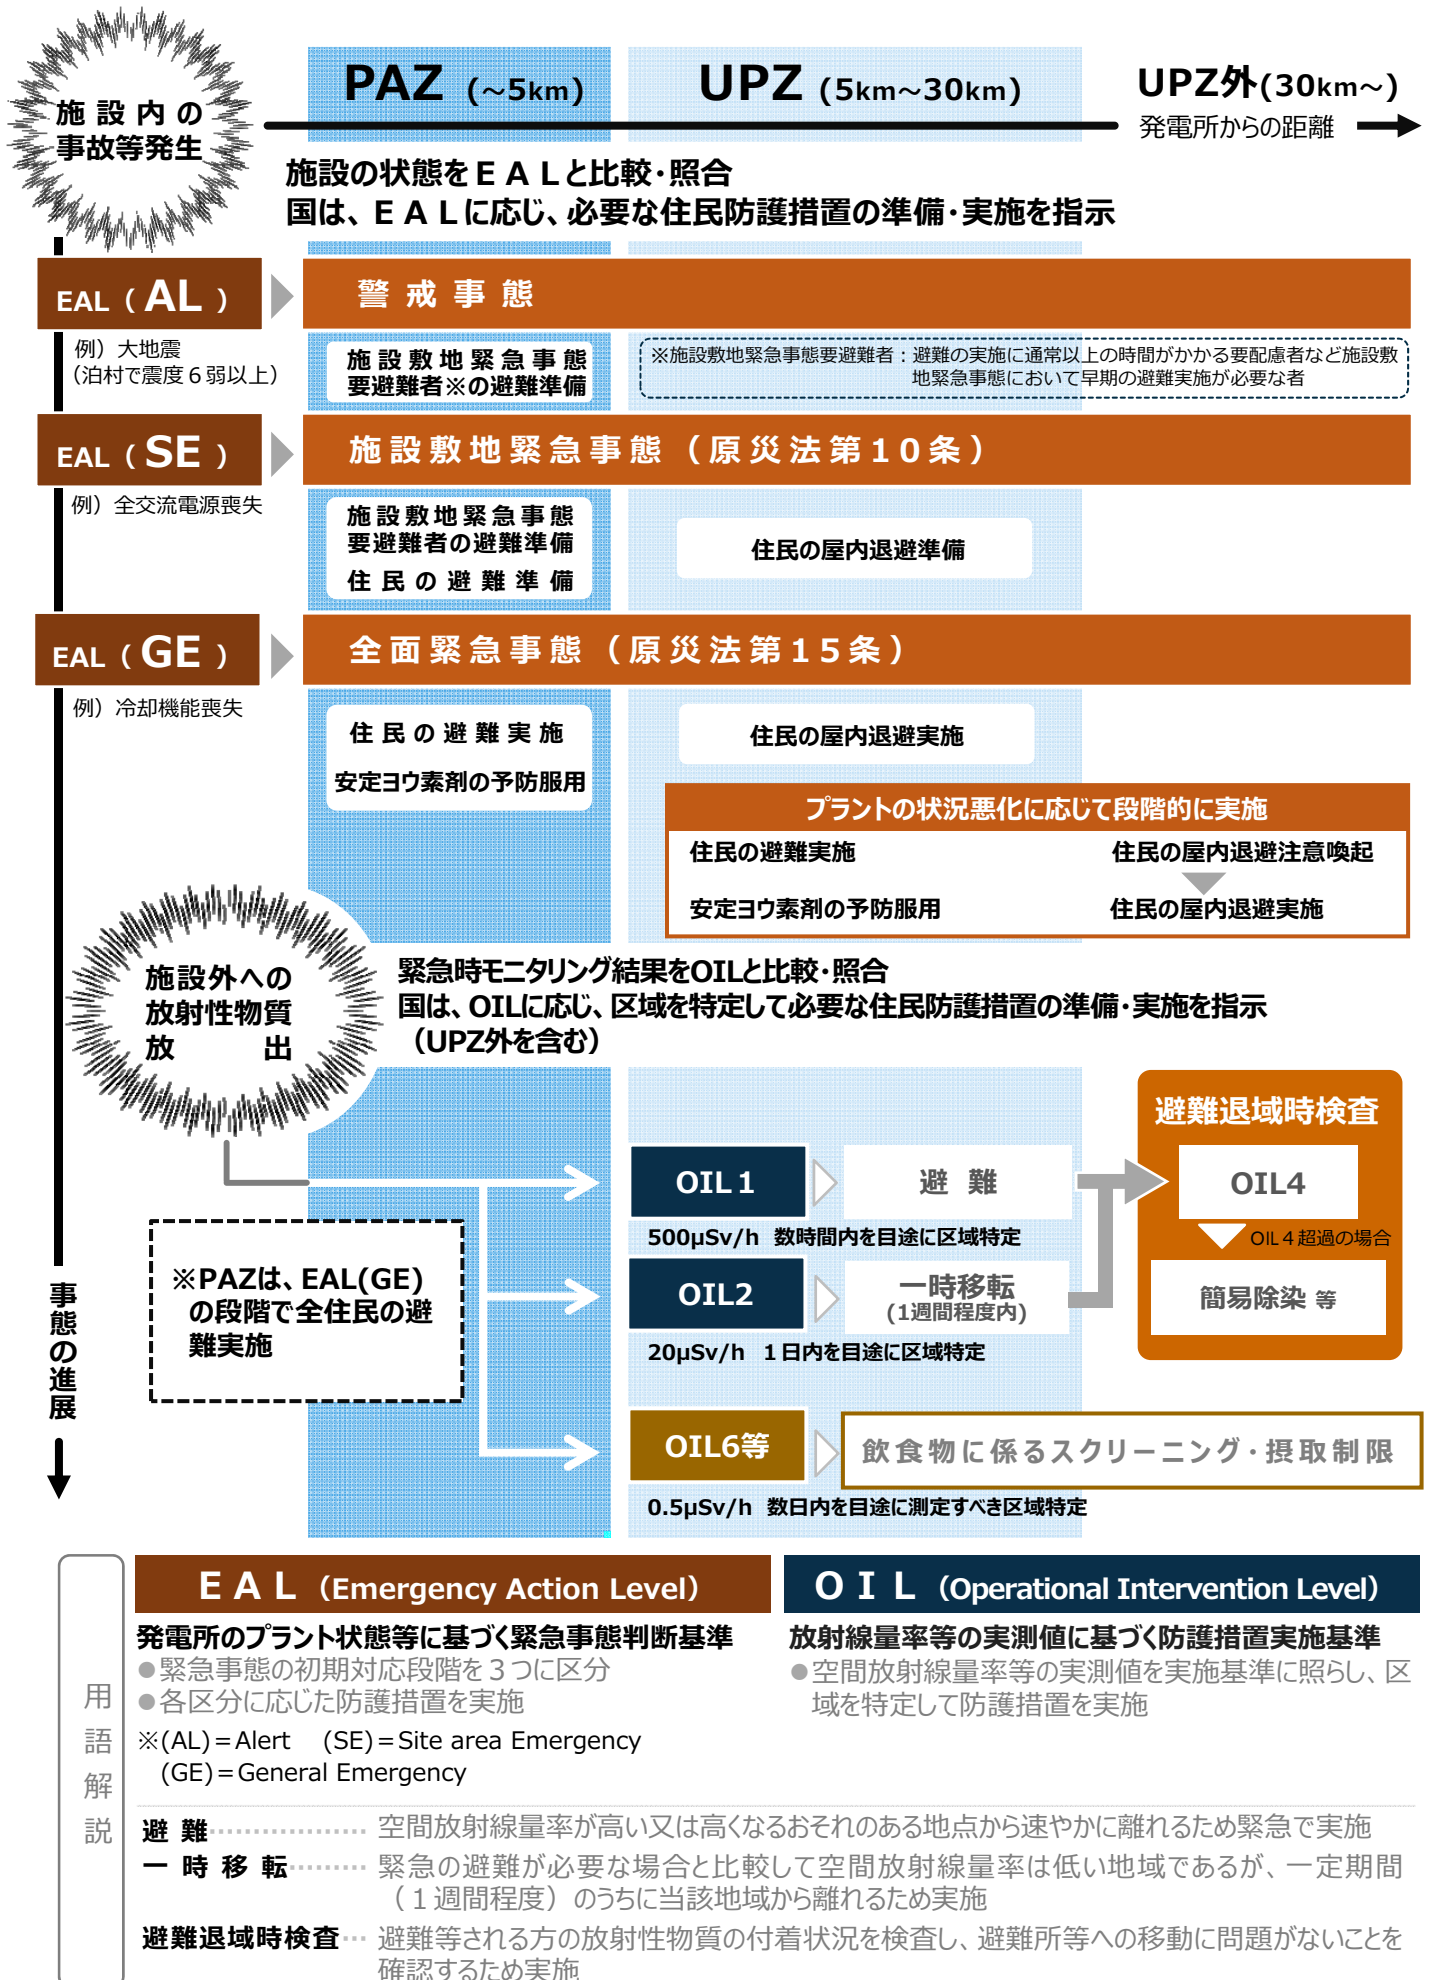 施設内の
事故等発生
PAZ (～5km)
UPZ (5km～30km)
UPZ外(30km～)
発電所からの距離
施設の状態をＥＡＬと比較・照合
国は、ＥＡＬに応じ、必要な住民防護措置の準備・実施を指示
EAL（AL）
警戒事態
例）大地震
（泊村で震度６弱以上）
施設敷地緊急事態
要避難者※の避難準備
※施設敷地緊急事態要避難者：避難の実施に通常以上の時間がかかる要配慮者など施設敷
地緊急事態において早期の避難実施が必要な者
EAL（SE）
施設敷地緊急事態（原災法第10条）
例）全交流電源喪失
施設敷地緊急事態
要避難者の避難準備
住民の避難準備
住民の屋内退避準備
EAL（GE）
全面緊急事態（原災法第15条）
例）冷却機能喪失
住民の避難実施
安定ヨウ素剤の予防服用
住民の屋内退避実施
プラントの状況悪化に応じて段階的に実施
住民の避難実施
住民の屋内退避注意喚起
安定ヨウ素剤の予防服用
住民の屋内退避実施
施設外への
放射性物質
放出
緊急時モニタリング結果をOILと比較・照合
国は、OILに応じ、区域を特定して必要な住民防護措置の準備・実施を指示
（UPZ外を含む）
避難退域時検査
OIL１
避難
OIL4
500μSv/h 数時間内を目途に区域特定
OIL４超過の場合
※PAZは、EAL(GE)
の段階で全住民の避
難実施
OIL2
一時移転
(1週間程度内)
簡易除染 等
20μSv/h １日内を目途に区域特定
事態の進展
OIL6等
飲食物に係るスクリーニング・摂取制限
0.5μSv/h 数日内を目途に測定すべき区域特定
用語解説
ＥＡＬ（Emergency Action Level）
発電所のプラント状態等に基づく緊急事態判断基準
●緊急事態の初期対応段階を３つに区分
●各区分に応じた防護措置を実施
※(AL)＝Alert (SE)＝Site area Emergency
(GE)＝General Emergency
ＯＩＬ（Operational Intervention Level）
放射線量率等の実測値に基づく防護措置実施基準
●空間放射線量率等の実測値を実施基準に照らし、区
域を特定して防護措置を実施
避難……………… 空間放射線量率が高い又は高くなるおそれのある地点から速やかに離れるため緊急で実施
一時移転……… 緊急の避難が必要な場合と比較して空間放射線量率は低い地域であるが、一定期間
（１週間程度）のうちに当該地域から離れるため実施
避難退域時検査… 避難等される方の放射性物質の付着状況を検査し、避難所等への移動に問題がないことを
確認するため実施